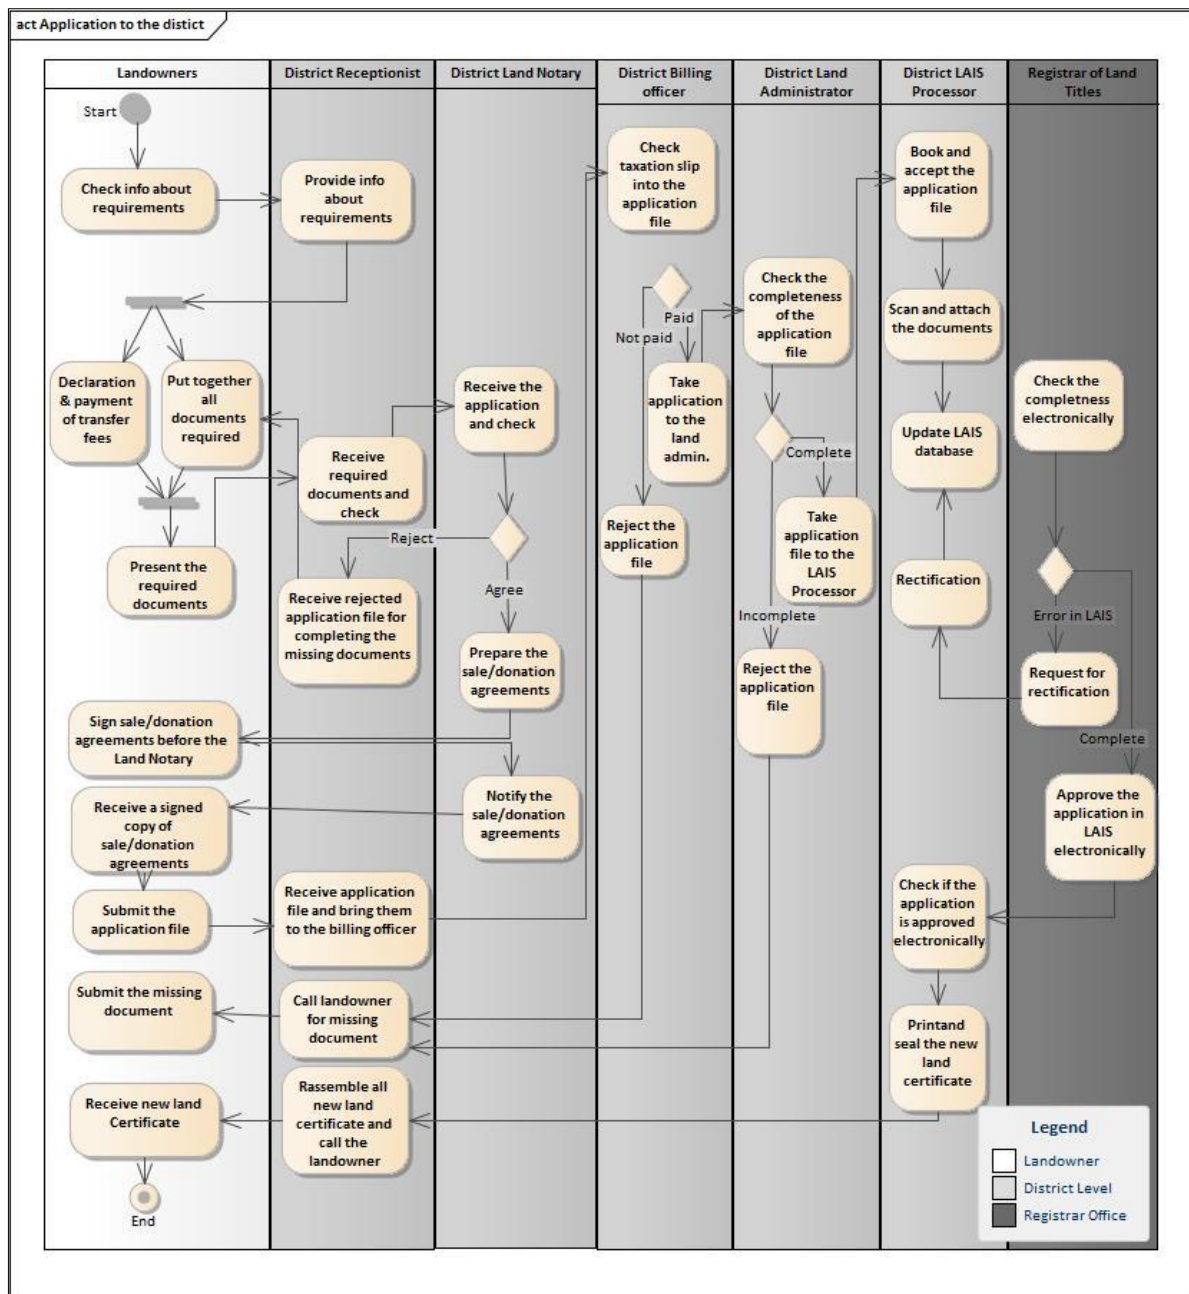 act Application to the distict
Landowners
District Receptionist
District Land Notary
District Billing
officer
District Land
Administrator
District LAIS
Processor
Registrar of Land
Titles
Start
Check info about
requirements
Provide info
about
requirements
Check
taxation slip
into the
application
file
Book and
accept the
application
file
Paid
Not paid
Check the
completeness
of the
application
file
Scan and attach
the documents
Declaration
& payment
of transfer
fees
Put together
all
documents
required
Receive the
application
and check
Take
application
to the
land
admin.
Check the
completness
electronically
Receive
required
documents and
check
Complete
Update LAIS
database
Reject
Reject the
application
file
Take
application
file to the
LAIS
Processor
Present the
required
documents
Receive rejected
application file for
completing the
missing documents
Agree
Rectification
Error in LAIS
Incomplete
Prepare the
sale/donation
agreements
Reject the
application
file
Request for
rectification
Sign sale/donation
agreements before the
Land Notary
Complete
Receive a signed
copy of
sale/donation
agreements
Notify the
sale/donation
agreements
Approve the
application in
LAIS
electronically
Submit the
application file
Receive application
file and bring them
to the billing officer
Check if the
application
is approved
electronically
Submit the missing
document
Call landowner
for missing
document
Printand
seal the new
land
certificate
Receive new land
Certificate
Rassemble all
new land
certificate and
call the
landowner
End
Legend
Landowner
District Level
Registrar Office